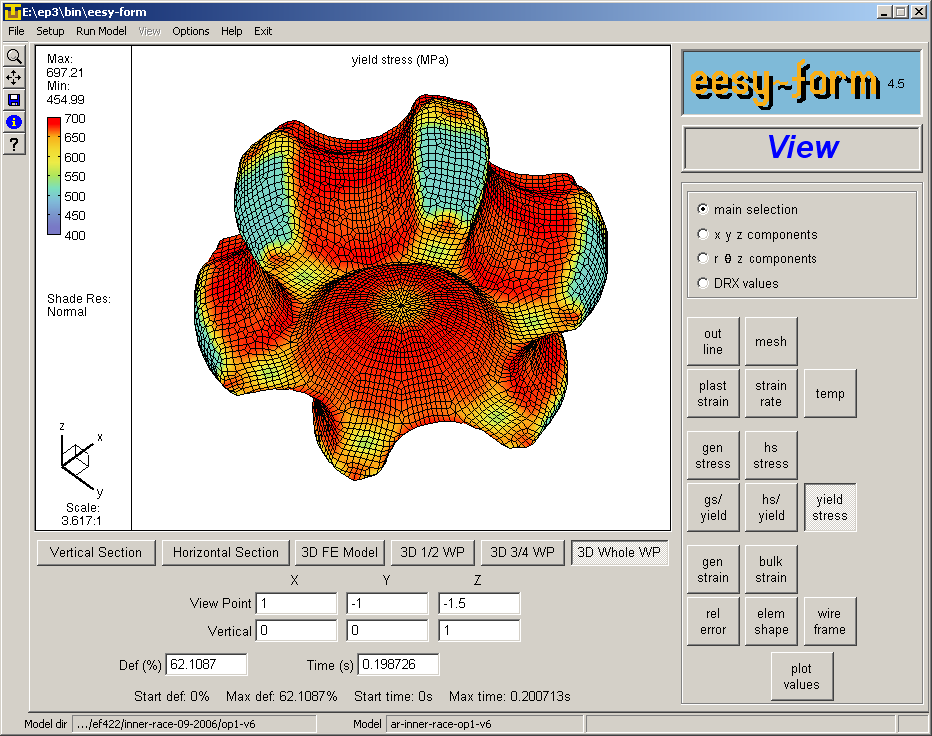 E:\ep3\bin\eesy-form
File Setup Run Model View Options Help Exit
Max:
697.21
Min:
454.99
yield stress (MPa)
700
650
600
550
500
450
400
Shade Res:
Normal
z
x
y
Scale:
3.617:1
eesy-form 4.5
View
main selection
x y z components
r θ z components
DRX values
out line
mesh
plast strain
strain rate
temp
gen stress
hs stress
gs/ yield
hs/ yield
yield stress
gen strain
bulk strain
rel error
elem shape
wire frame
plot values
Vertical Section Horizontal Section 3D FE Model 3D 1/2 WP 3D 3/4 WP 3D Whole WP
X Y Z
View Point 1 -1 -1.5
Vertical 0 0 1
Def (%) 62.1087 Time (s) 0.198726
Start def: 0% Max def: 62.1087% Start time: 0s Max time: 0.200713s
Model dir .../ef422/inner-race-09-2006/op1-v6 Model ar-inner-race-op1-v6